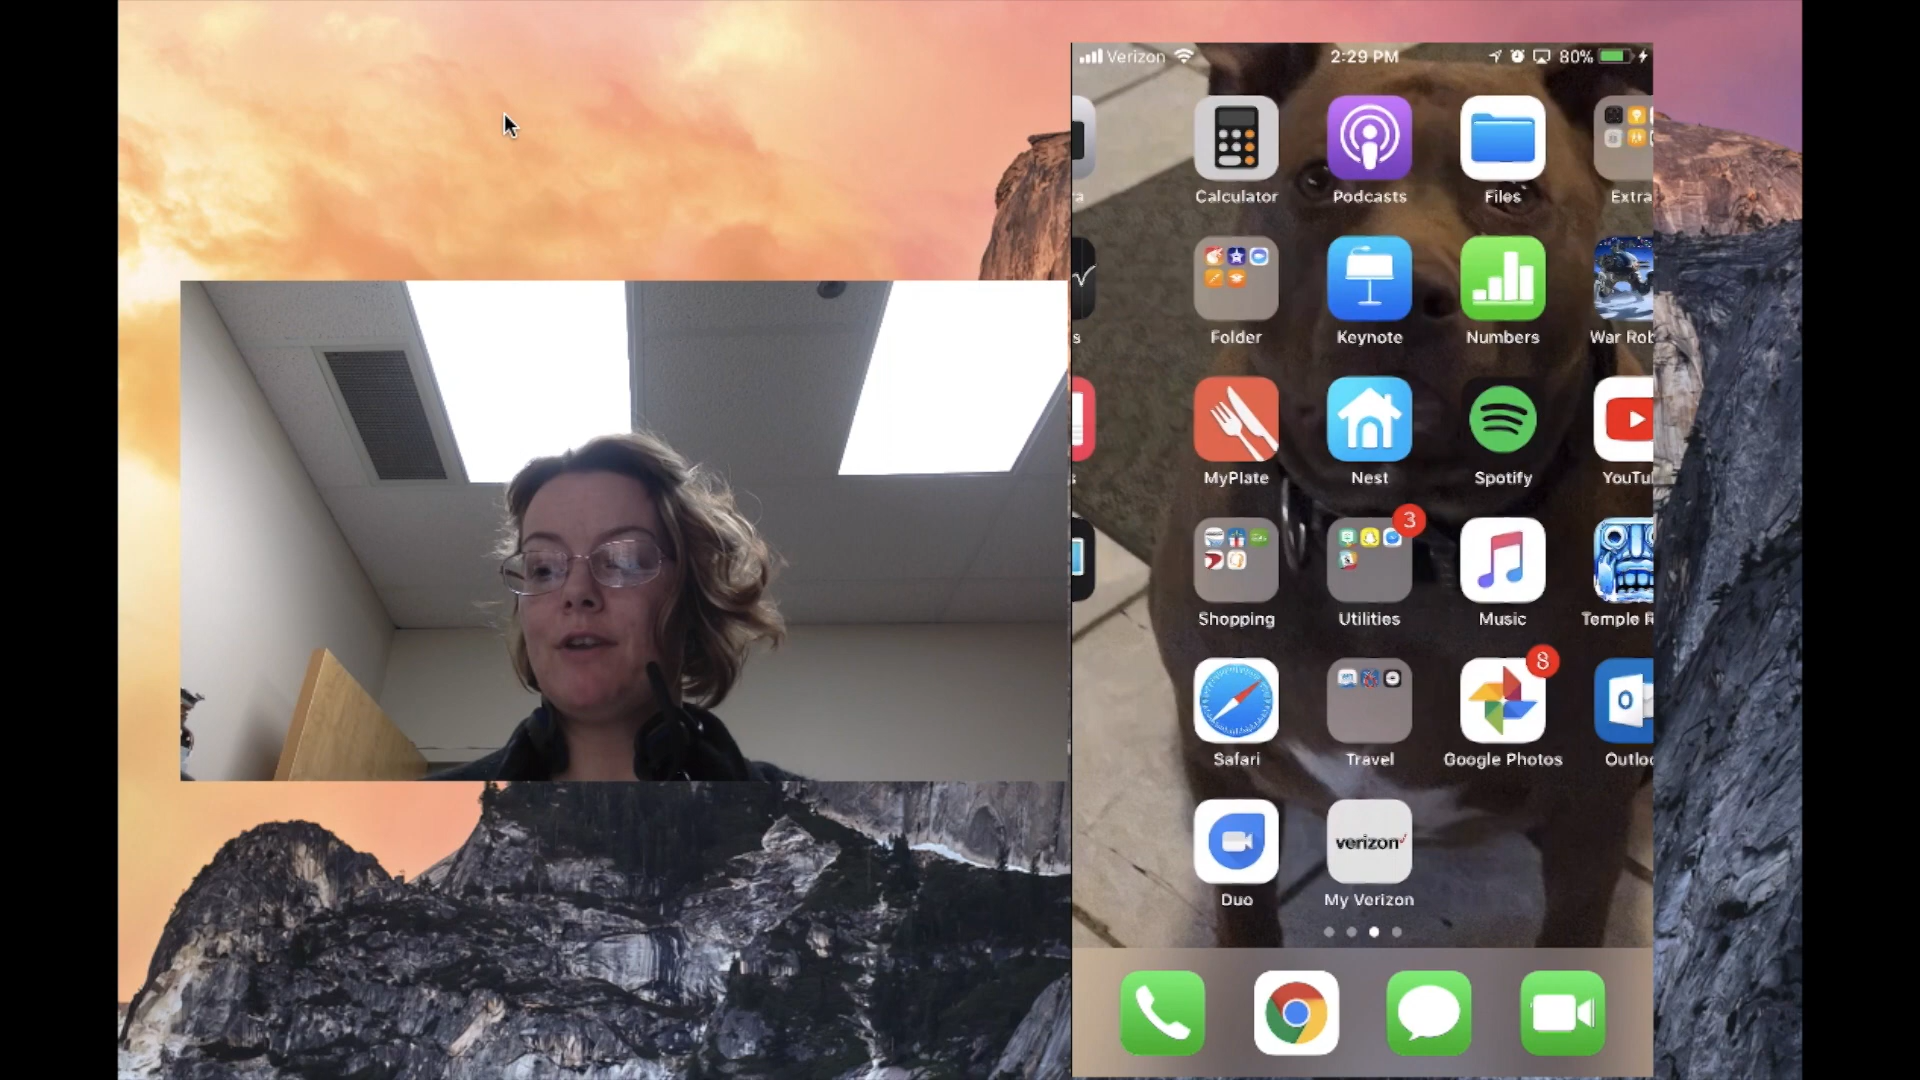 Verizon 2:29 PM 80%
a Calculator Podcasts Files Extra
s Folder Keynote Numbers War Rob
s MyPlate Nest Spotify YouTu
3
Shopping Utilities Music Temple R
8
Safari Travel Google Photos Outloo
verizon
Duo My Verizon